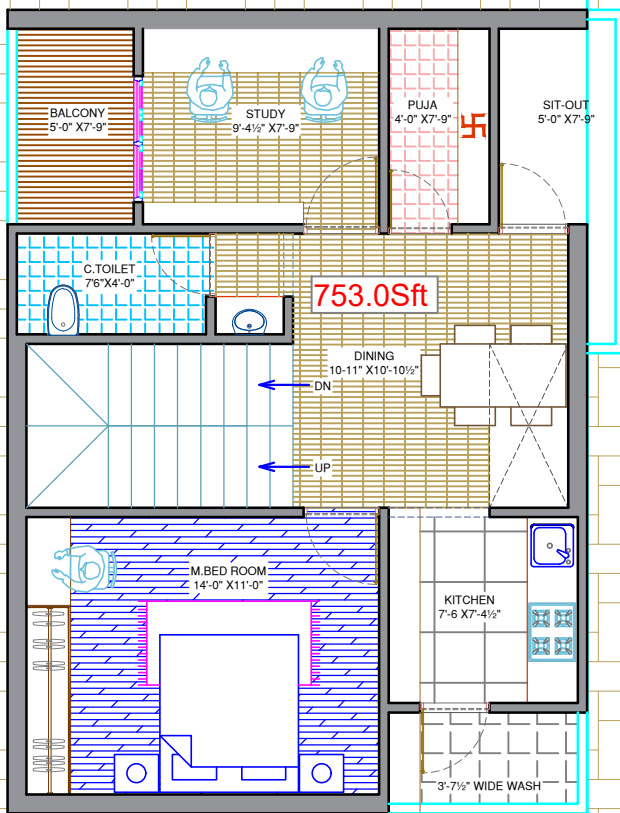 BALCONY
5'-0" X7'-9"
STUDY
9'-4½" X7'-9"
PUJA
4'-0" X7'-9"
SIT-OUT
5'-0" X7'-9"
C.TOILET
7'6"X4'-0"
753.0Sft
DINING
10-11" X10'-10½"
DN
UP
M.BED ROOM
14'-0" X11'-0"
KITCHEN
7'-6 X7'-4½"
3'-7½" WIDE WASH